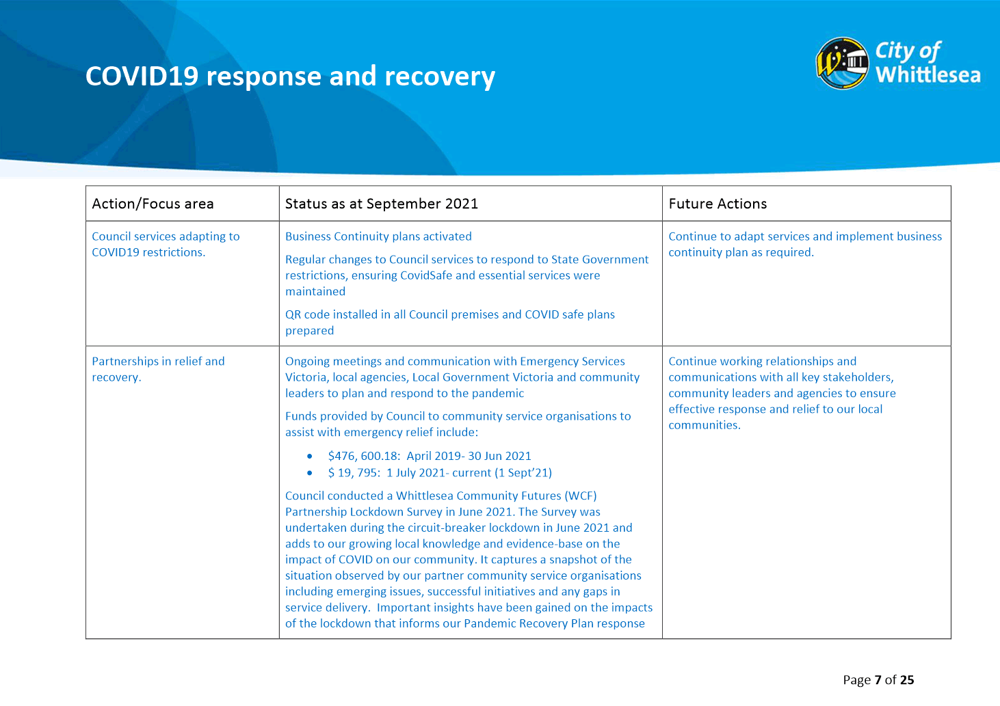 COVID19 response and recovery
City of
Whittlesea
Action/Focus area
Status as at September 2021
Future Actions
Council services adapting to
COVID19 restrictions.
Business Continuity plans activated
Regular changes to Council services to respond to State Government
restrictions, ensuring CovidSafe and essential services were
maintained
QR code installed in all Council premises and COVID safe plans
prepared
Continue to adapt services and implement business
continuity plan as required.
Partnerships in relief and
recovery.
Ongoing meetings and communication with Emergency Services
Victoria, local agencies, Local Government Victoria and community
leaders to plan and respond to the pandemic
Funds provided by Council to community service organisations to
assist with emergency relief include:
• $476, 600.18:  April 2019- 30 Jun 2021
• $ 19, 795:  1 July 2021- current (1 Sept’21)
Council conducted a Whittlesea Community Futures (WCF)
Partnership Lockdown Survey in June 2021. The Survey was
undertaken during the circuit-breaker lockdown in June 2021 and
adds to our growing local knowledge and evidence-base on the
impact of COVID on our community. It captures a snapshot of the
situation observed by our partner community service organisations
including emerging issues, successful initiatives and any gaps in
service delivery.  Important insights have been gained on the impacts
of the lockdown that informs our Pandemic Recovery Plan response
Continue working relationships and
communications with all key stakeholders,
community leaders and agencies to ensure
effective response and relief to our local
communities.
Page 7 of 25